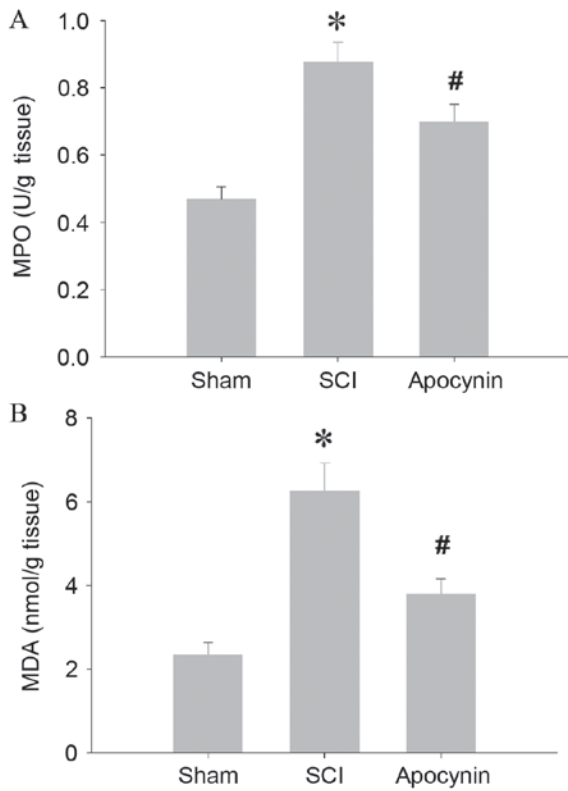 A
MPO (U/g tissue)
1.0
0.8
0.6
0.4
0.2
0.0
*
#
Sham SCI Apocynin
B
MDA (nmol/g tissue)
8
6
4
2
0
*
#
Sham SCI Apocynin